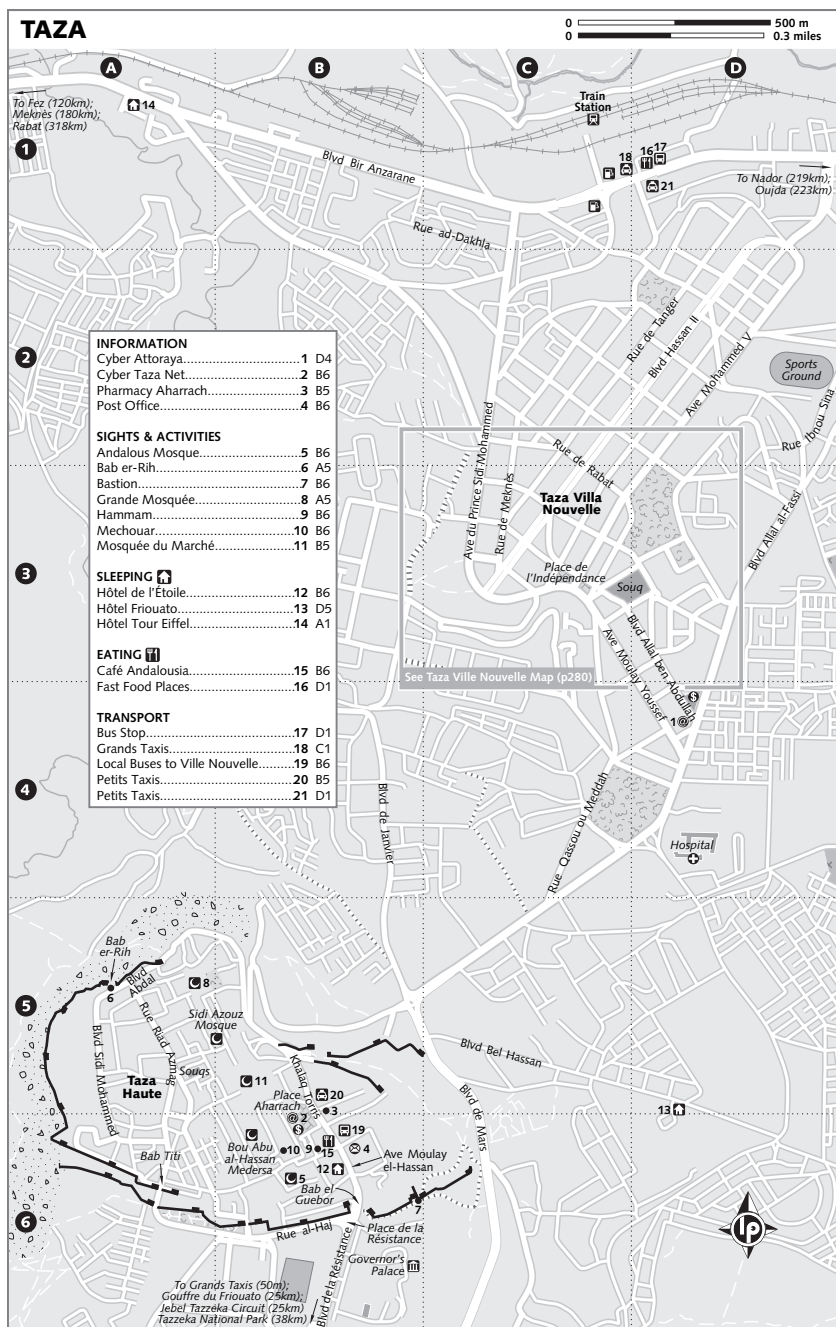 TAZA
0 500 m
0 0.3 miles
A
B
C
D
To Fez (120km);
Meknès (180km);
Rabat (318km)
14
Train
Station
1
Blvd Bir Anzarane
18
16
17
21
To Nador (219km);
Oujda (223km)
Rue ad-Dakhla
2
Rue de Tanger
Blvd Hassan II
Ave Mohammed V
Sports
Ground
Rue Ibnou Sina
INFORMATION
Cyber Attoraya..............................1 D4
Cyber Taza Net..............................2 B6
Pharmacy Aharrach......................3 B5
Post Office.....................................4 B6
SIGHTS & ACTIVITIES
Andalous Mosque.........................5 B6
Bab er-Rih.....................................6 A5
Bastion...........................................7 B6
Grande Mosquée..........................8 A5
Hammam.......................................9 B6
Mechouar.....................................10 B6
Mosquée du Marché...................11 B5
SLEEPING
Hôtel de l'Étoile..........................12 B6
Hôtel Friouato.............................13 D5
Hôtel Tour Eiffel.........................14 A1
EATING
Café Andalousia..........................15 B6
Fast Food Places.........................16 D1
TRANSPORT
Bus Stop......................................17 D1
Grands Taxis...............................18 C1
Local Buses to Ville Nouvelle.....19 B6
Petits Taxis..................................20 B5
Petits Taxis..................................21 D1
Ave du Prince Sidi Mohammed
Rue de Meknès
Rue de Rabat
Taza Villa
Nouvelle
Blvd Allal al-Fassi
3
Place de
l'Indépendance
Souq
Blvd Allal ben Abdullah
Ave Moulay Youssef
See Taza Ville Nouvelle Map (p280)
$
1
@
4
Blvd de Janvier
Rue Qassou ou Meddah
Hospital
Bab
er-Rih
6
Blvd
Abdal
8
5
Sidi Azouz
Mosque
Rue Riad Azmag
Blvd Sidi Mohammed
Souqs
Taza
Haute
11
Khalaq Torris
Place
Aharrach
20
3
@ 2
$
Blvd Bel Hassan
Blvd de Mars
13
19
Bou Abu
al-Hassan
Medersa
10
9
15
4
12
Ave Moulay
el-Hassan
Bab Titi
5
Bab el
Guebor
7
6
Rue al-Haj
Place de la
Résistance
Governor's
Palace
Blvd de la Résistance
To Grands Taxis (50m);
Gouffre du Friouato (25km);
Jebel Tazzéka Circuit (25km)
Tazzeka National Park (38km)
lp